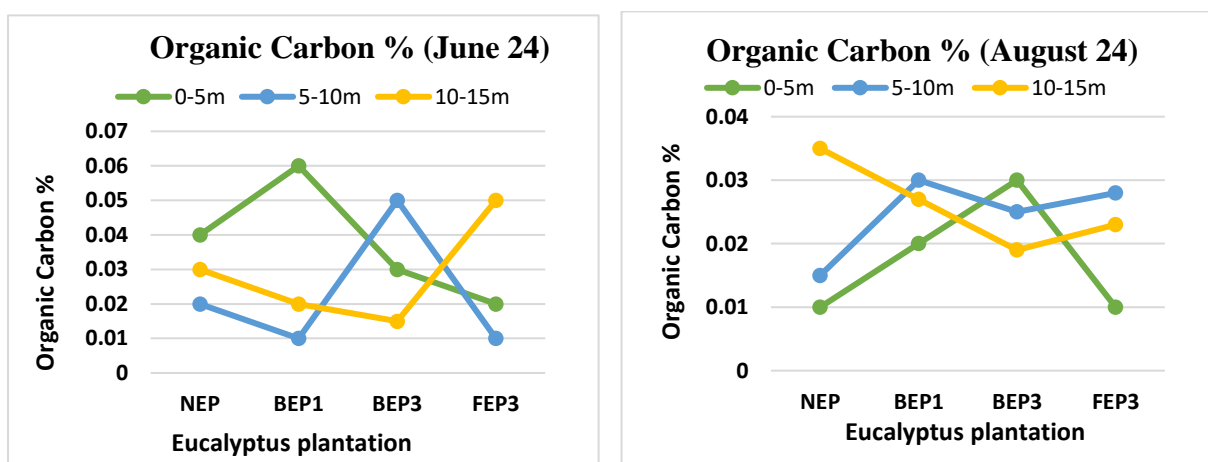 Organic Carbon % (June 24)
0-5m 5-10m 10-15m
Organic Carbon %
0.07
0.06
0.05
0.04
0.03
0.02
0.01
0
NEP BEP1 BEP3 FEP3
Eucalyptus plantation
Organic Carbon % (August 24)
0-5m 5-10m 10-15m
Organic Carbon %
0.04
0.03
0.02
0.01
0
NEP BEP1 BEP3 FEP3
Eucalyptus plantation